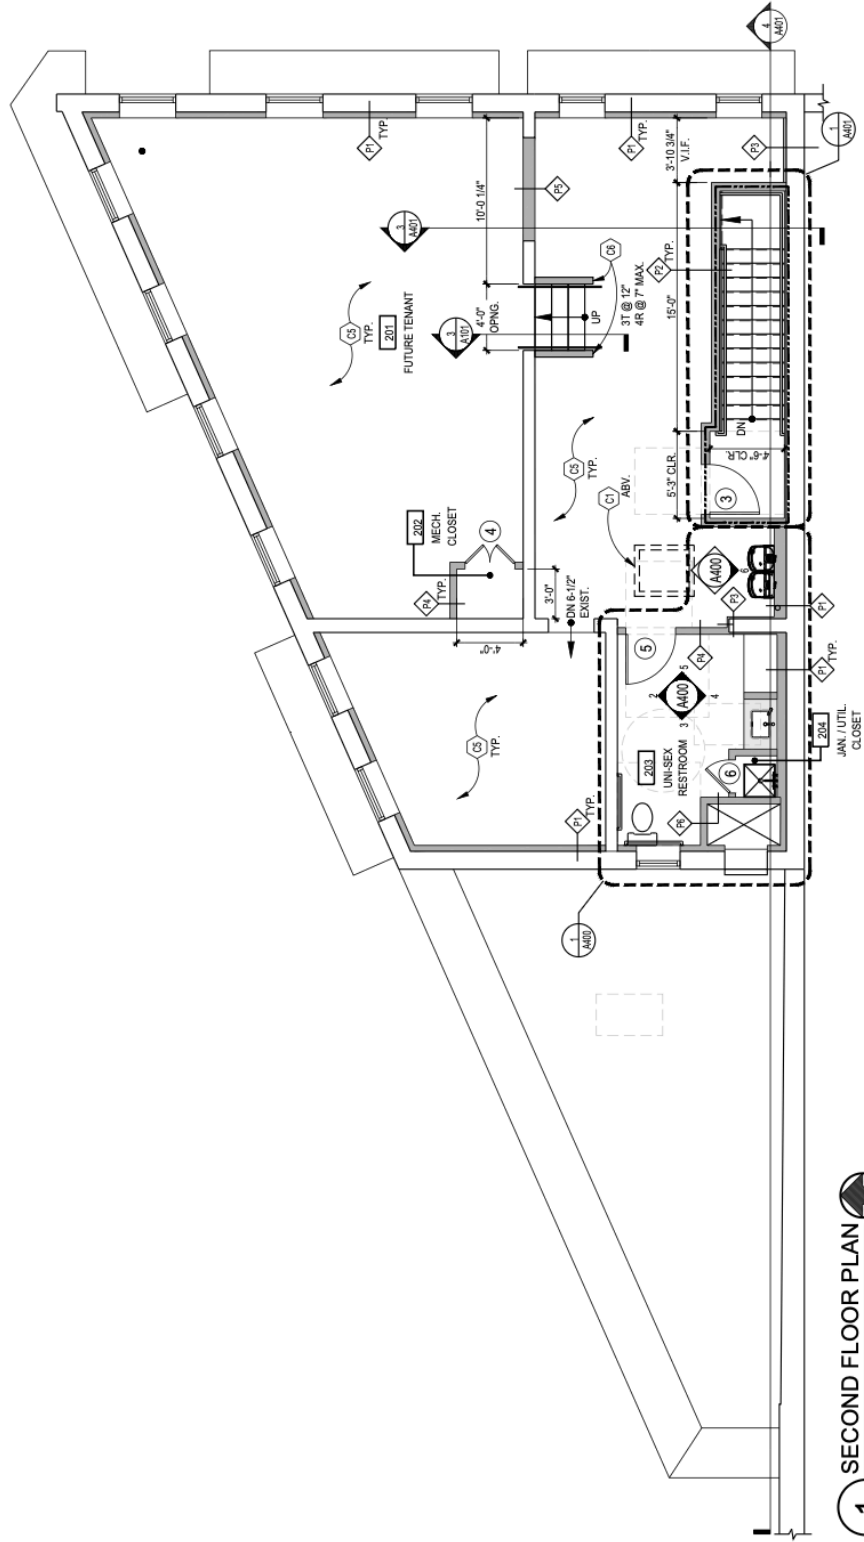 4
A401
1
A401
P1
TYP.
P1
TYP.
3'-10 3/4"
V.I.F.
P3
10'-0 1/4"
P5
3
A401
P2
TYP.
C6
C5
TYP.
201
FUTURE TENANT
3
A101
4'-0"
OPNG.
UP
3T @ 12"
4R @ 7" MAX.
15'-0"
DN
4'-6" CLR.
5'-3" CLR.
3
C5
TYP.
C1
ABV.
202
MECH.
CLOSET
4
P4
TYP.
3'-0"
4'-0"
DN 6-1/2"
EXIST.
A400
6
P3
P1
P4
5
5
2
A400
4
3
P1
TYP.
C5
TYP.
203
UNI-SEX
RESTROOM
6
204
JAN. / UTIL.
CLOSET
P6
P1
TYP.
1
A400
1
SECOND FLOOR PLAN